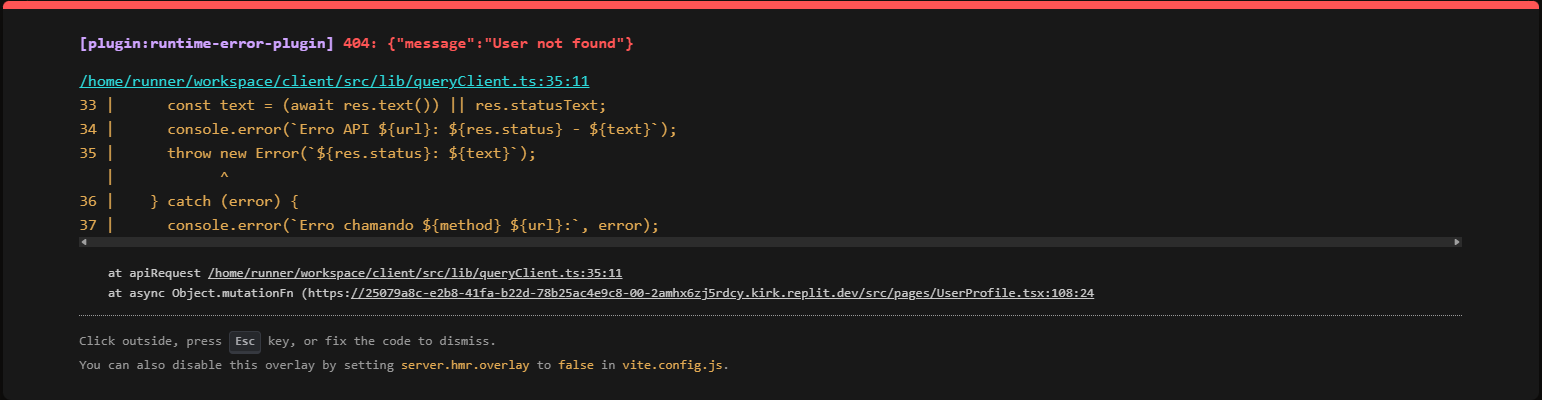 [plugin:runtime-error-plugin] 404: {"message":"User not found"}
/home/runner/workspace/client/src/lib/queryClient.ts:35:11
33 |      const text = (await res.text()) || res.statusText;
34 |      console.error(`Erro API ${url}: ${res.status} - ${text}`);
35 |      throw new Error(`${res.status}: ${text}`);
   |            ^
36 |    } catch (error) {
37 |      console.error(`Erro chamando ${method} ${url}:`, error);
at apiRequest /home/runner/workspace/client/src/lib/queryClient.ts:35:11
at async Object.mutationFn (https://25079a8c-e2b8-41fa-b22d-78b25ac4e9c8-00-2amhx6zj5rdcy.kirk.replit.dev/src/pages/UserProfile.tsx:108:24
Click outside, press Esc key, or fix the code to dismiss.
You can also disable this overlay by setting server.hmr.overlay to false in vite.config.js.